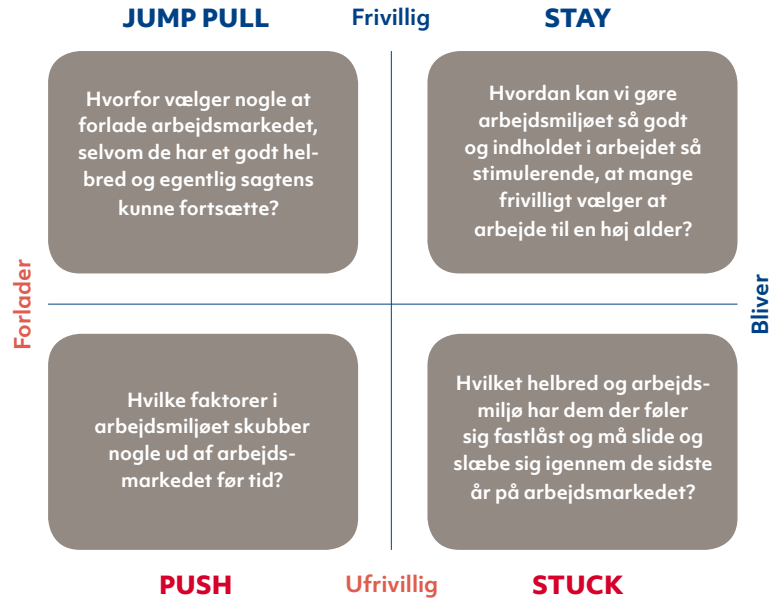 JUMP PULL
Frivillig
STAY
Hvorfor vælger nogle at
forlade arbejdsmarkedet,
selvom de har et godt hel-
bred og egentlig sagtens
kunne fortsætte?
Hvordan kan vi gøre
arbejdsmiljøet så godt
og indholdet i arbejdet så
stimulerende, at mange
frivilligt vælger at
arbejde til en høj alder?
Forlader
Bliver
Hvilke faktorer i
arbejdsmiljøet skubber
nogle ud af arbejds-
markedet før tid?
Hvilket helbred og arbejds-
miljø har dem der føler
sig fastlåst og må slide og
slæbe sig igennem de sidste
år på arbejdsmarkedet?
PUSH
Ufrivillig
STUCK